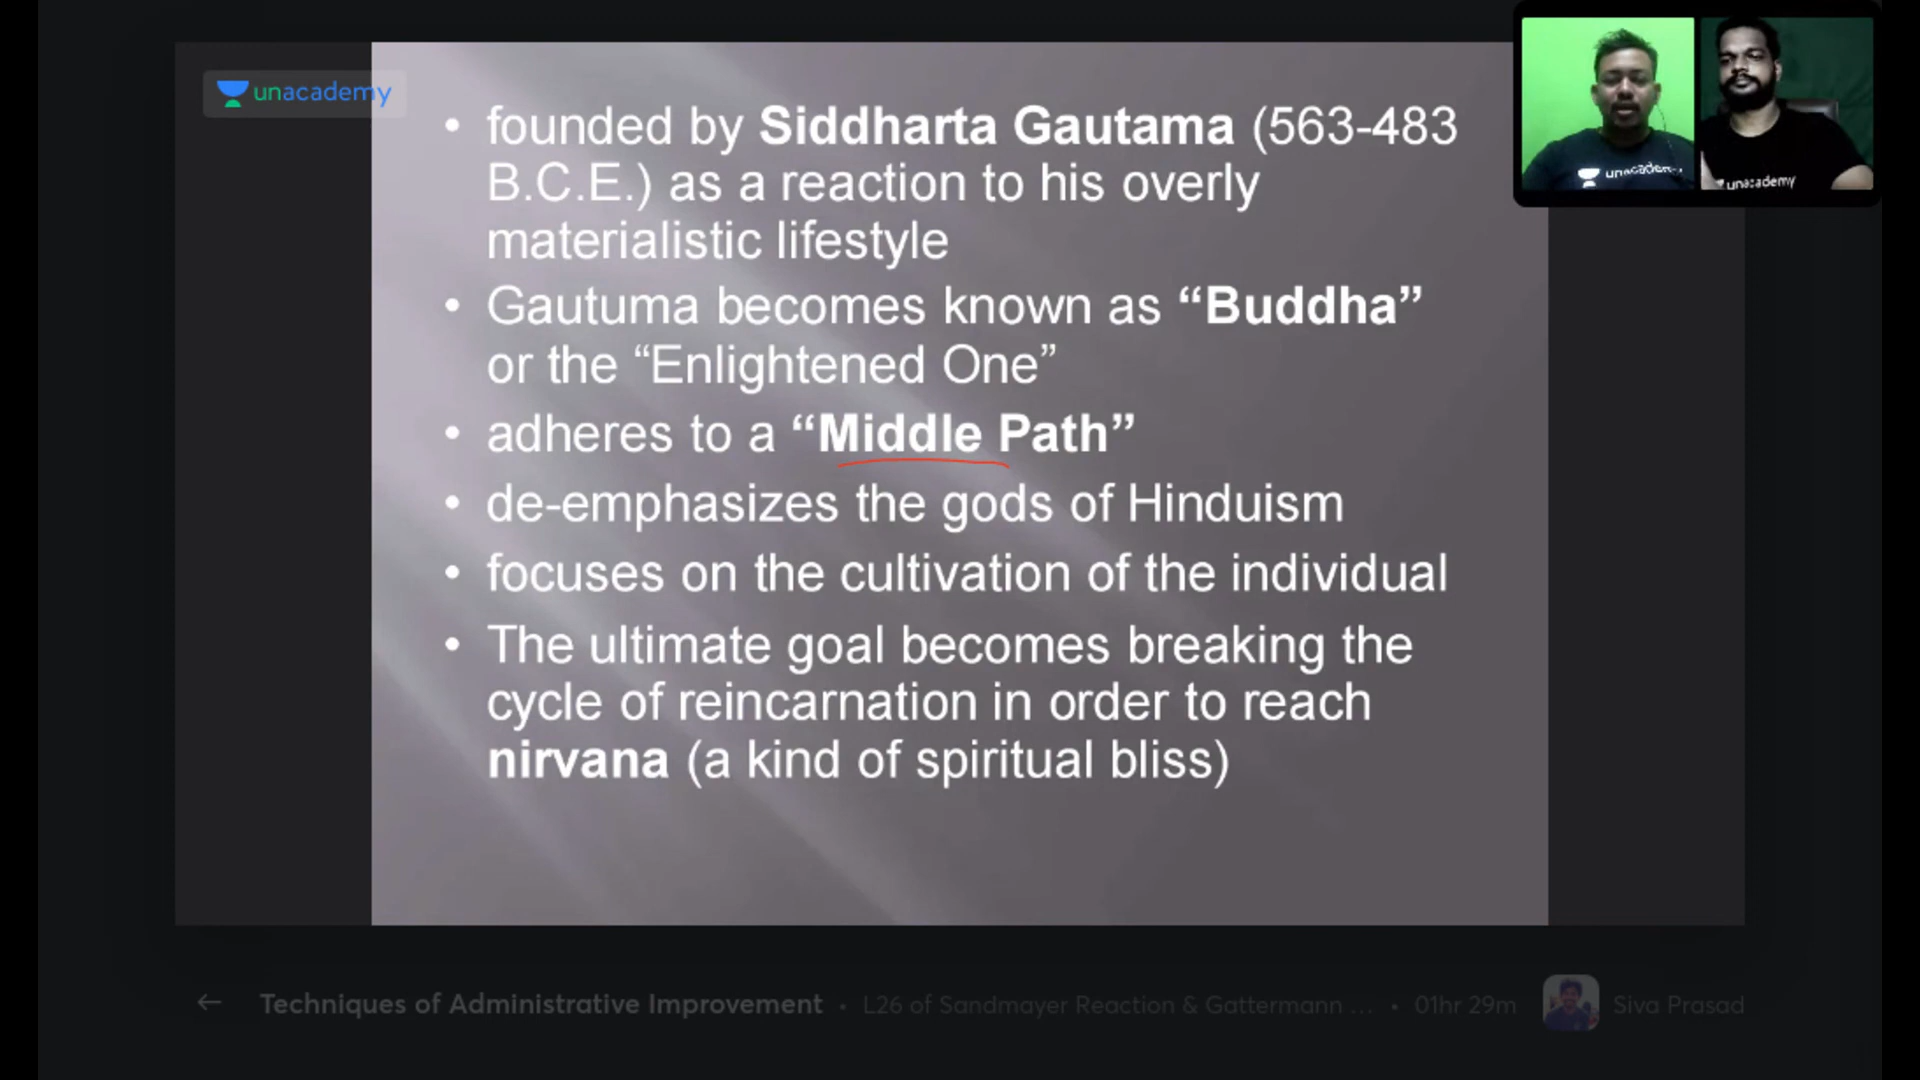 unacademy
• founded by Siddharta Gautama (563-483
B.C.E.) as a reaction to his overly
materialistic lifestyle
• Gautuma becomes known as “Buddha”
or the “Enlightened One”
• adheres to a “Middle Path”
• de-emphasizes the gods of Hinduism
• focuses on the cultivation of the individual
• The ultimate goal becomes breaking the
cycle of reincarnation in order to reach
nirvana (a kind of spiritual bliss)
unacademy
unacademy
Techniques of Administrative Improvement • L26 of Sandmayer Reaction & Gattermann ... • 01hr 29m Siva Prasad